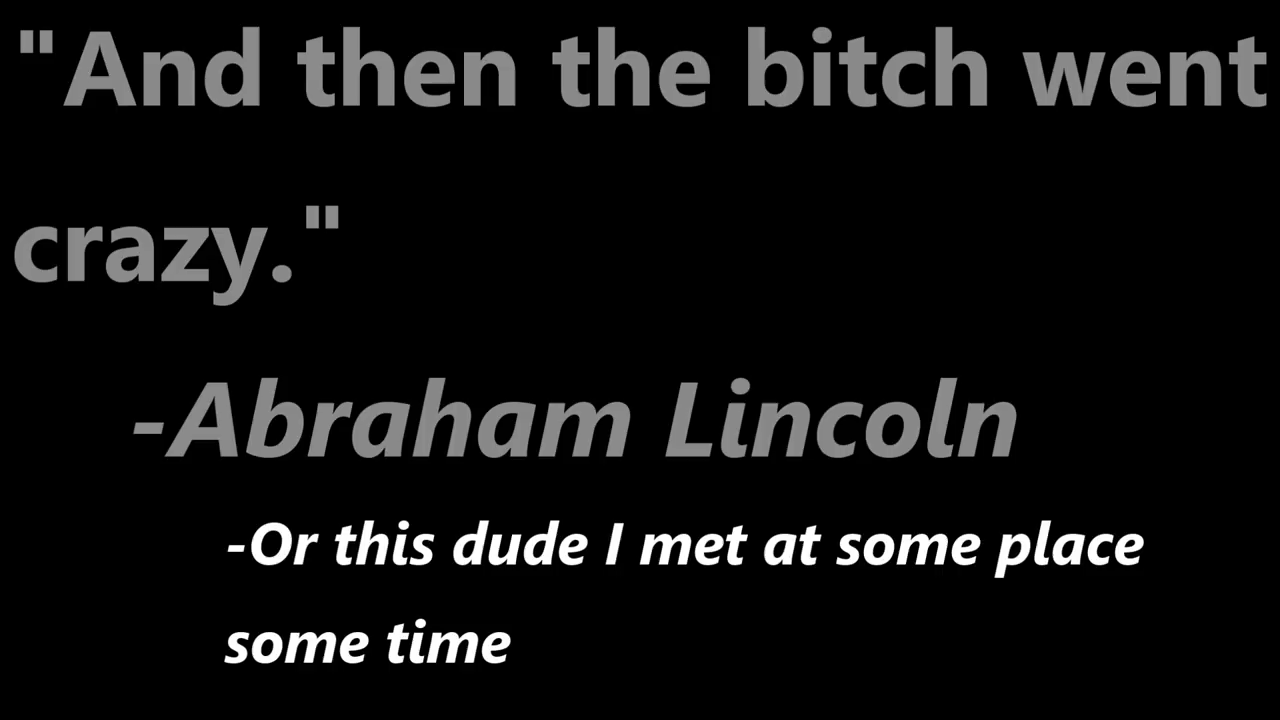 "And then the bitch went
crazy."
-Abraham Lincoln
-Or this dude I met at some place
some time